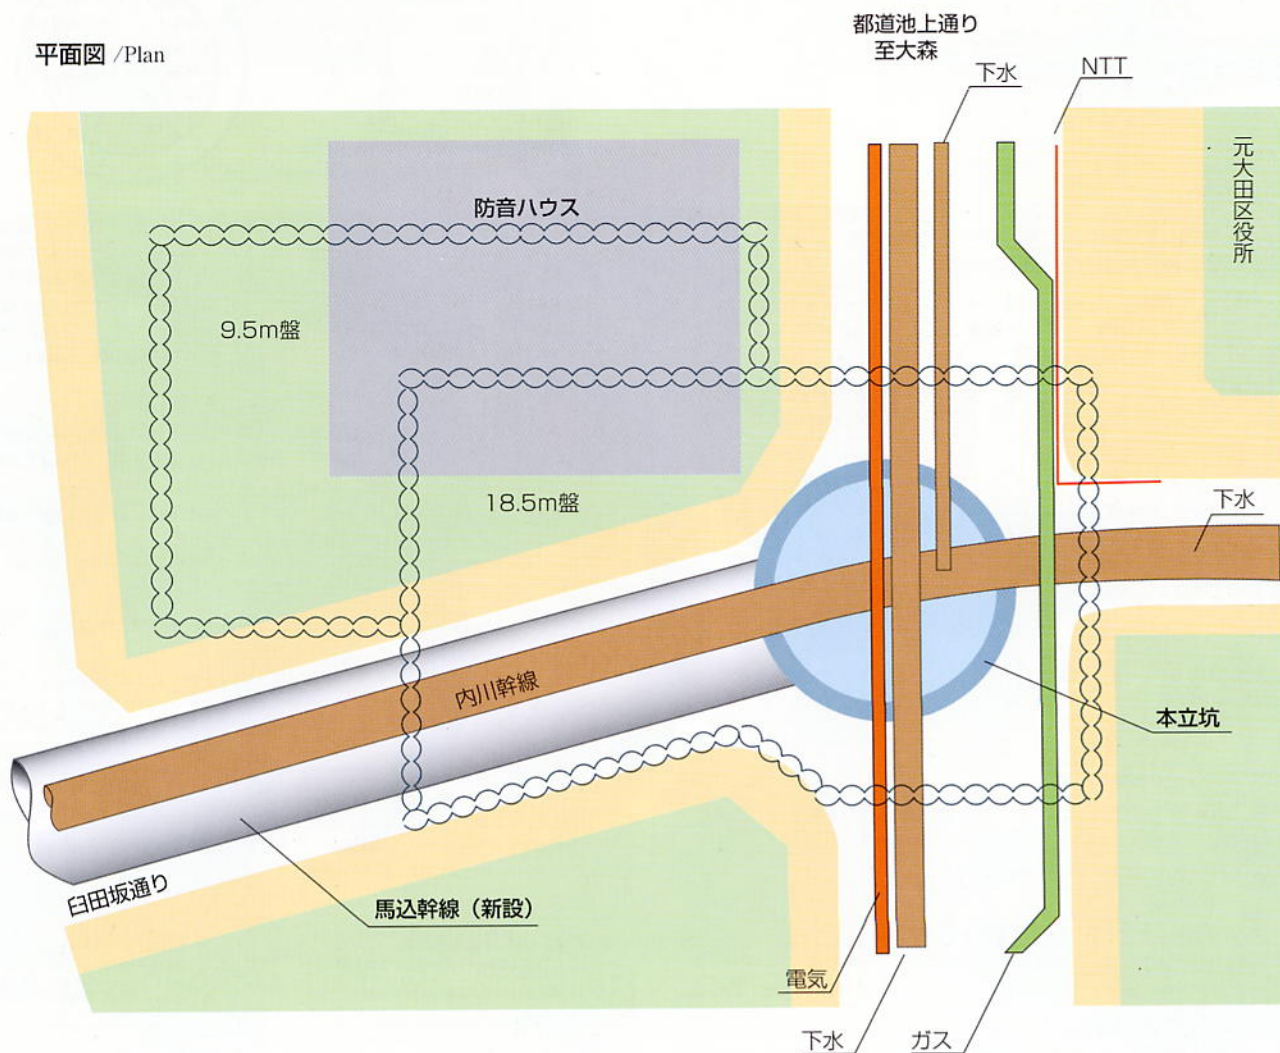 平面図 /Plan
都道池上通り
至大森
下水
NTT
元大田区役所
防音ハウス
9.5m盤
18.5m盤
下水
内川幹線
本立坑
臼田坂通り
馬込幹線（新設）
電気
下水
ガス